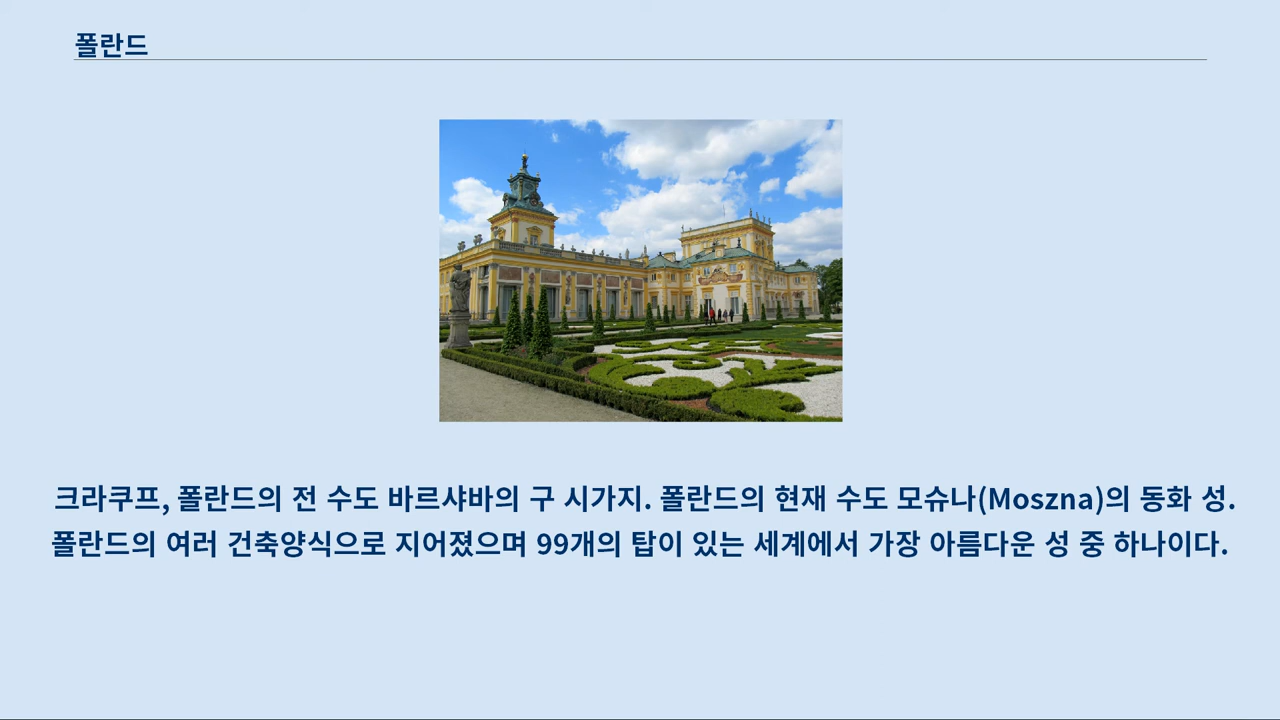 폴란드
크라쿠프, 폴란드의 전 수도 바르샤바의 구 시가지. 폴란드의 현재 수도 모슈나(Moszna)의 동화 성.
폴란드의 여러 건축양식으로 지어졌으며 99개의 탑이 있는 세계에서 가장 아름다운 성 중 하나이다.